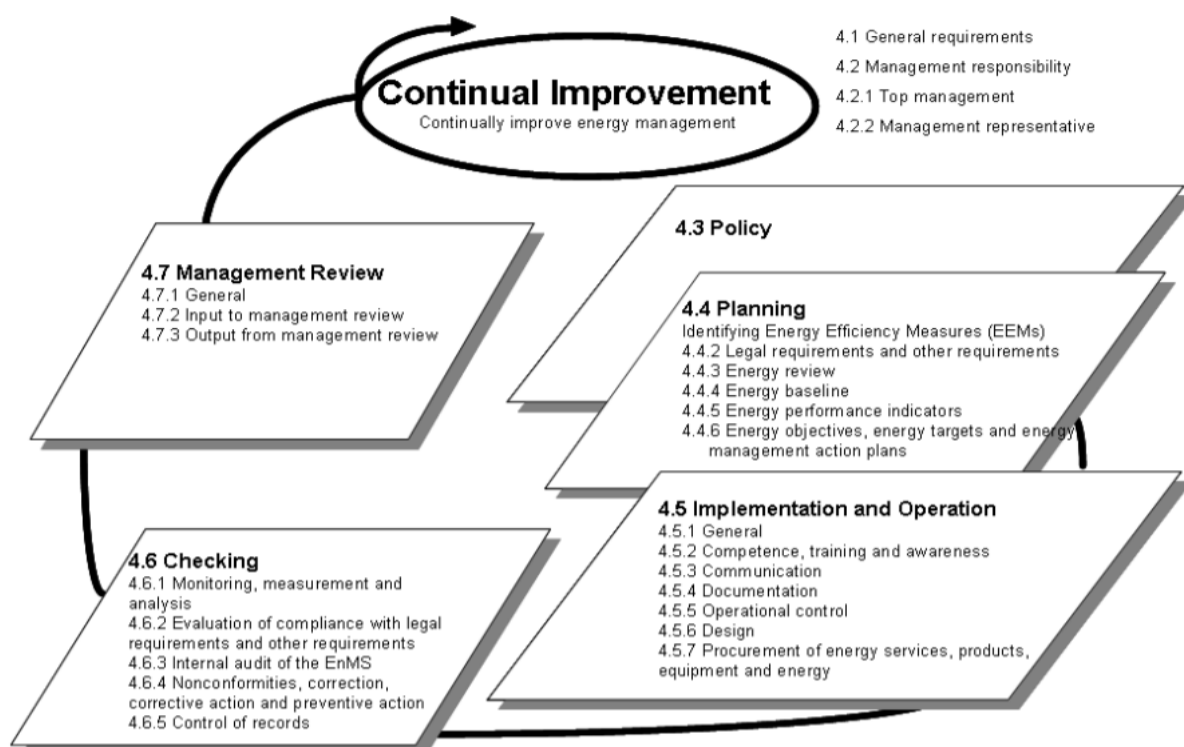 Continual Improvement
Continually improve energy management
4.1 General requirements
4.2 Management responsibility
4.2.1 Top management
4.2.2 Management representative
4.3 Policy
4.4 Planning
Identifying Energy Efficiency Measures (EEMs)
4.4.2 Legal requirements and other requirements
4.4.3 Energy review
4.4.4 Energy baseline
4.4.5 Energy performance indicators
4.4.6 Energy objectives, energy targets and energy
management action plans
4.5 Implementation and Operation
4.5.1 General
4.5.2 Competence, training and awareness
4.5.3 Communication
4.5.4 Documentation
4.5.5 Operational control
4.5.6 Design
4.5.7 Procurement of energy services, products,
equipment and energy
4.6 Checking
4.6.1 Monitoring, measurement and
analysis
4.6.2 Evaluation of compliance with legal
requirements and other requirements
4.6.3 Internal audit of the EnMS
4.6.4 Nonconformities, correction,
corrective action and preventive action
4.6.5 Control of records
4.7 Management Review
4.7.1 General
4.7.2 Input to management review
4.7.3 Output from management review